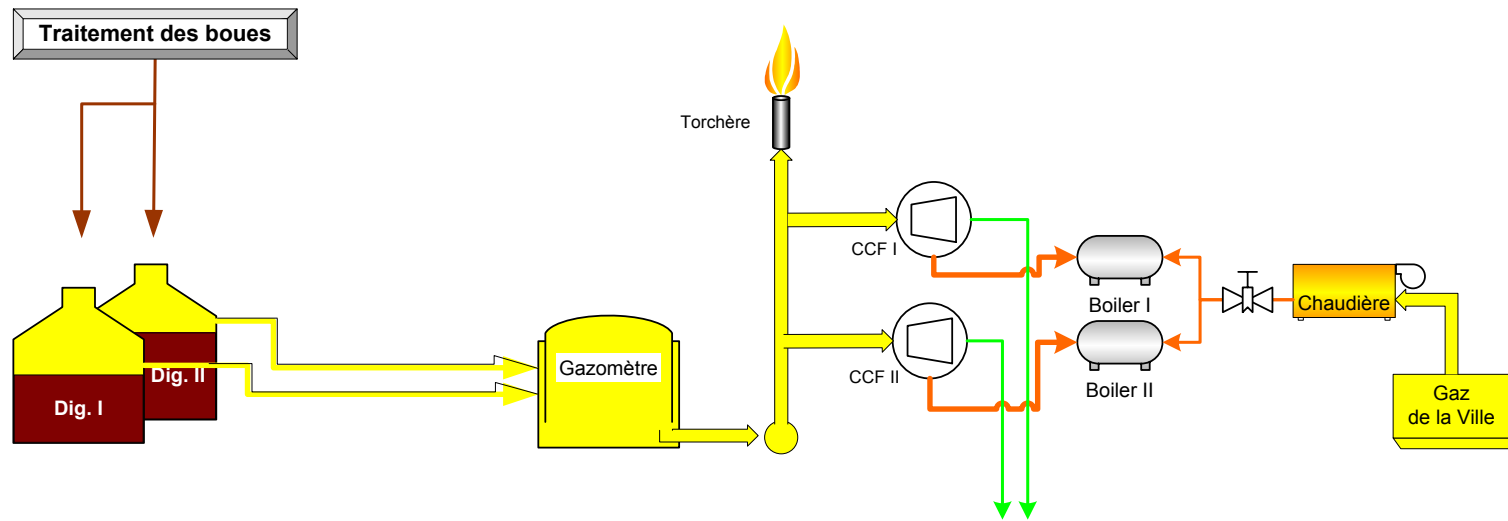 Traitement des boues
Torchère
CCF I
Boiler I
Chaudière
Gazomètre
Dig. II
CCF II
Boiler II
Dig. I
Gaz
de la Ville